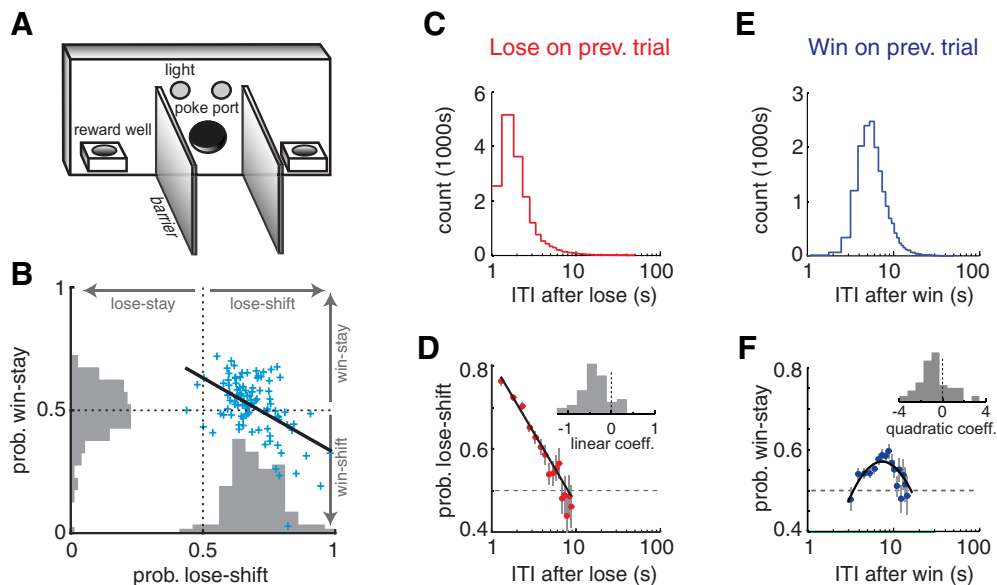 A
light
poke port
reward well
barrier
B
lose-stay
lose-shift
win-stay
win-shift
1
0.5
0
prob. win-stay
0
0.5
1
prob. lose-shift
C
Lose on prev. trial
6
4
2
0
count (1000s)
1
10
100
ITI after lose (s)
D
0.8
0.6
0.4
prob. lose-shift
-1
0
1
linear coeff.
1
10
100
ITI after lose (s)
E
Win on prev. trial
3
2
1
0
count (1000s)
1
10
100
ITI after win (s)
F
0.8
0.6
0.4
prob. win-stay
-4
0
4
quadratic coeff.
1
10
100
ITI after win (s)